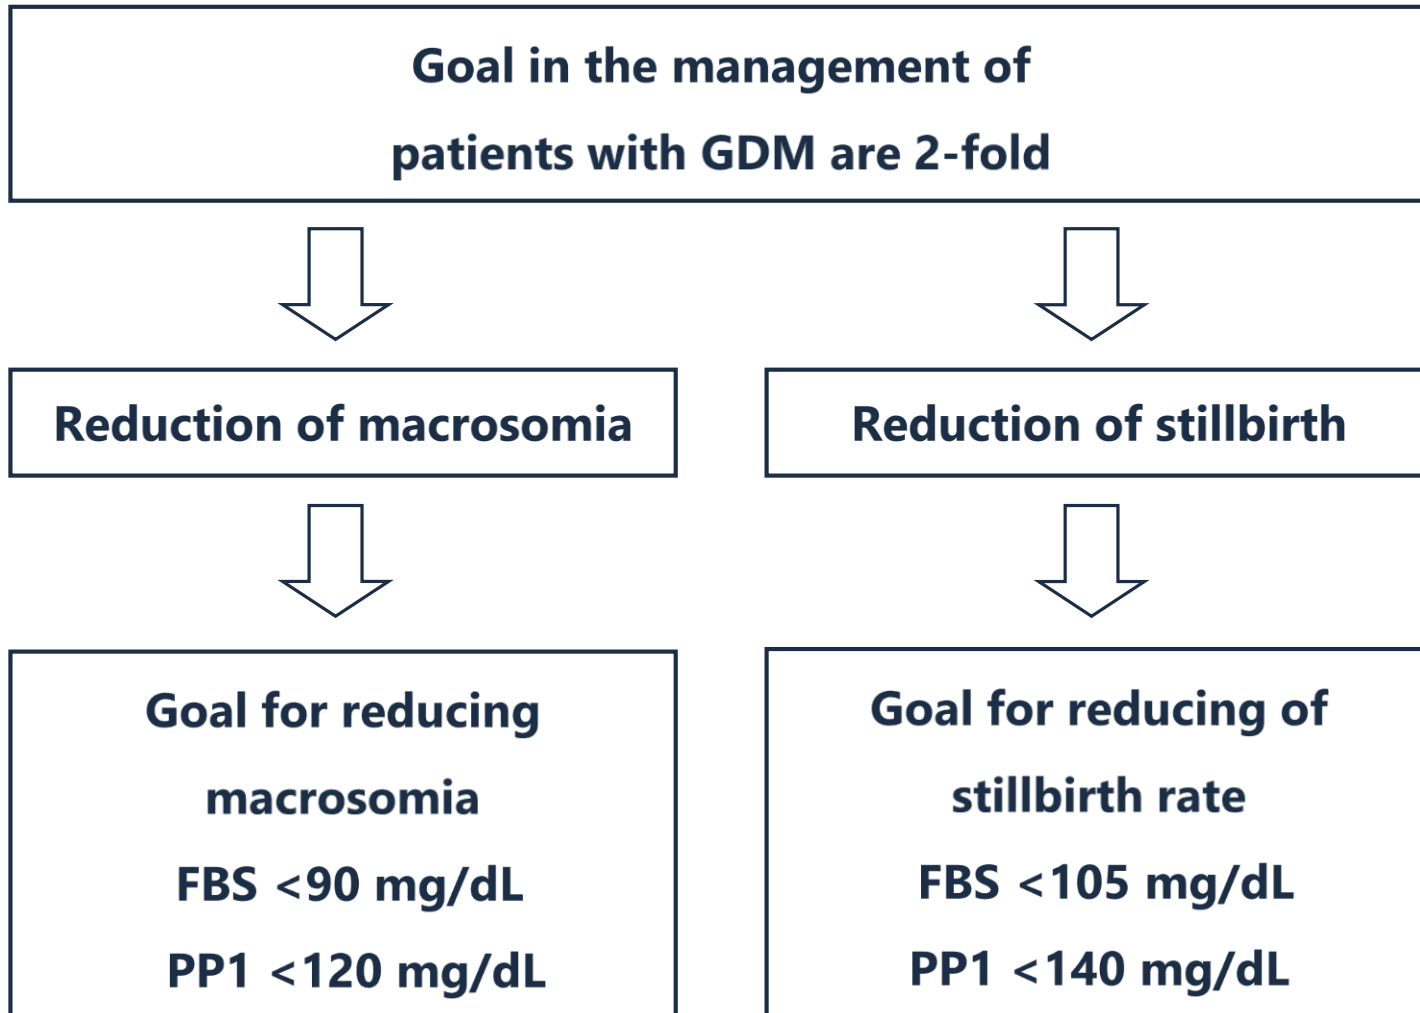 Goal in the management of
patients with GDM are 2-fold
Reduction of macrosomia
Reduction of stillbirth
Goal for reducing
macrosomia
FBS <90 mg/dL
PP1 <120 mg/dL
Goal for reducing of
stillbirth rate
FBS <105 mg/dL
PP1 <140 mg/dL